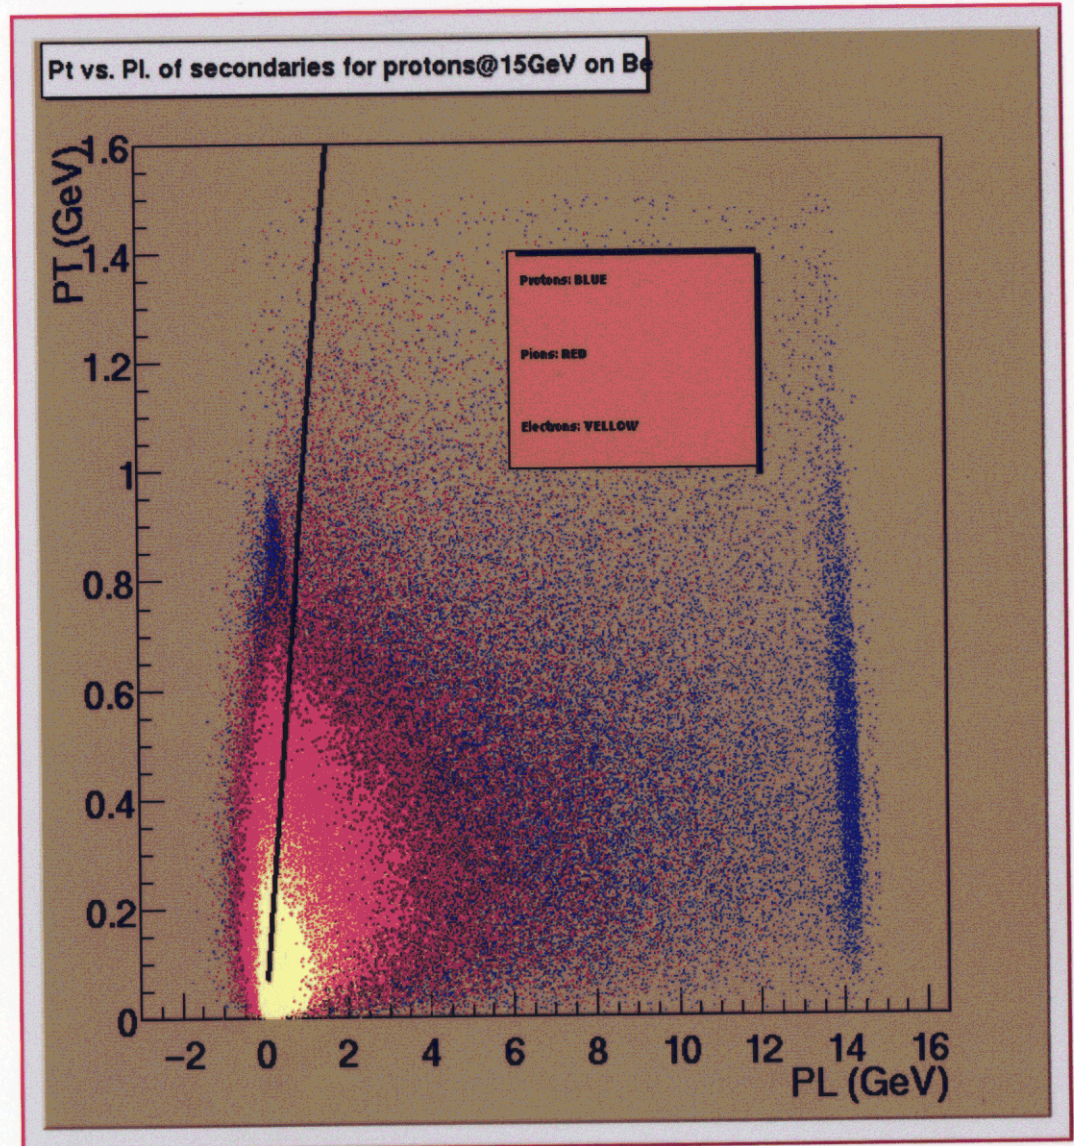 Pt vs. Pl. of secondaries for protons@15GeV on Be
PT (GeV)
1.6
1.4
1.2
1
0.8
0.6
0.4
0.2
0
Protons: BLUE
Pions: RED
Electrons: YELLOW
−2 0 2 4 6 8 10 12 14 16
PL (GeV)